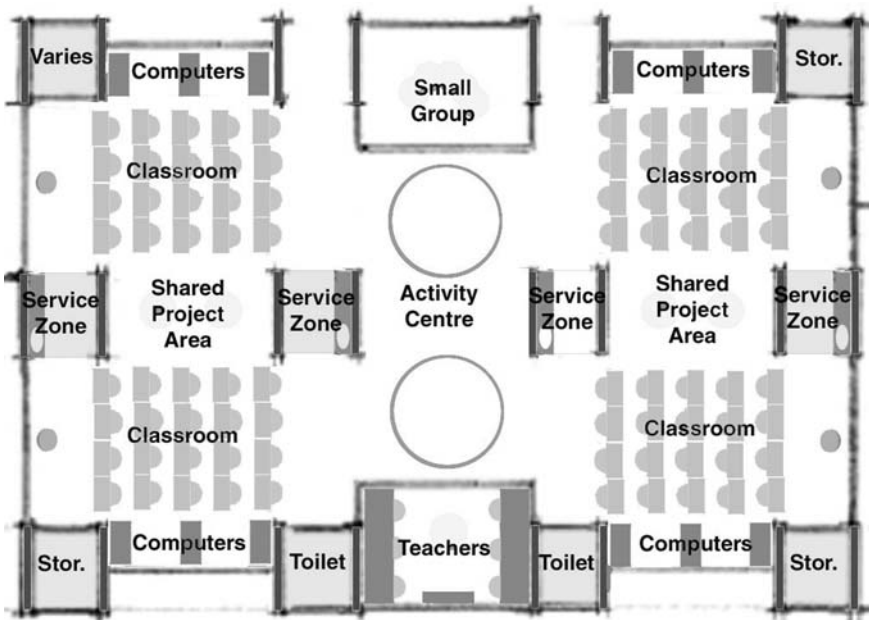 Varies
Computers
Small
Group
Computers
Stor.
Classroom
Classroom
Service
Zone
Shared
Project
Area
Service
Zone
Activity
Centre
Service
Zone
Shared
Project
Area
Service
Zone
Classroom
Classroom
Stor.
Computers
Toilet
Teachers
Toilet
Computers
Stor.